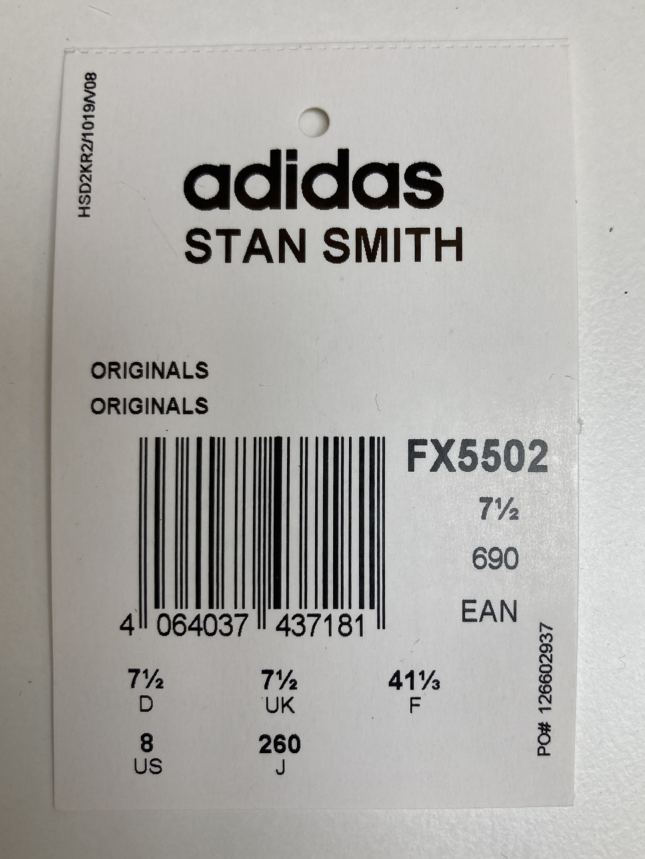 HSD2KR2/1019/V08
adidas
STAN SMITH
ORIGINALS
ORIGINALS
FX5502
7½
690
EAN
4 064037 437181
7½ 7½ 41⅓
D UK F
8 260
US J
PO# 126602937